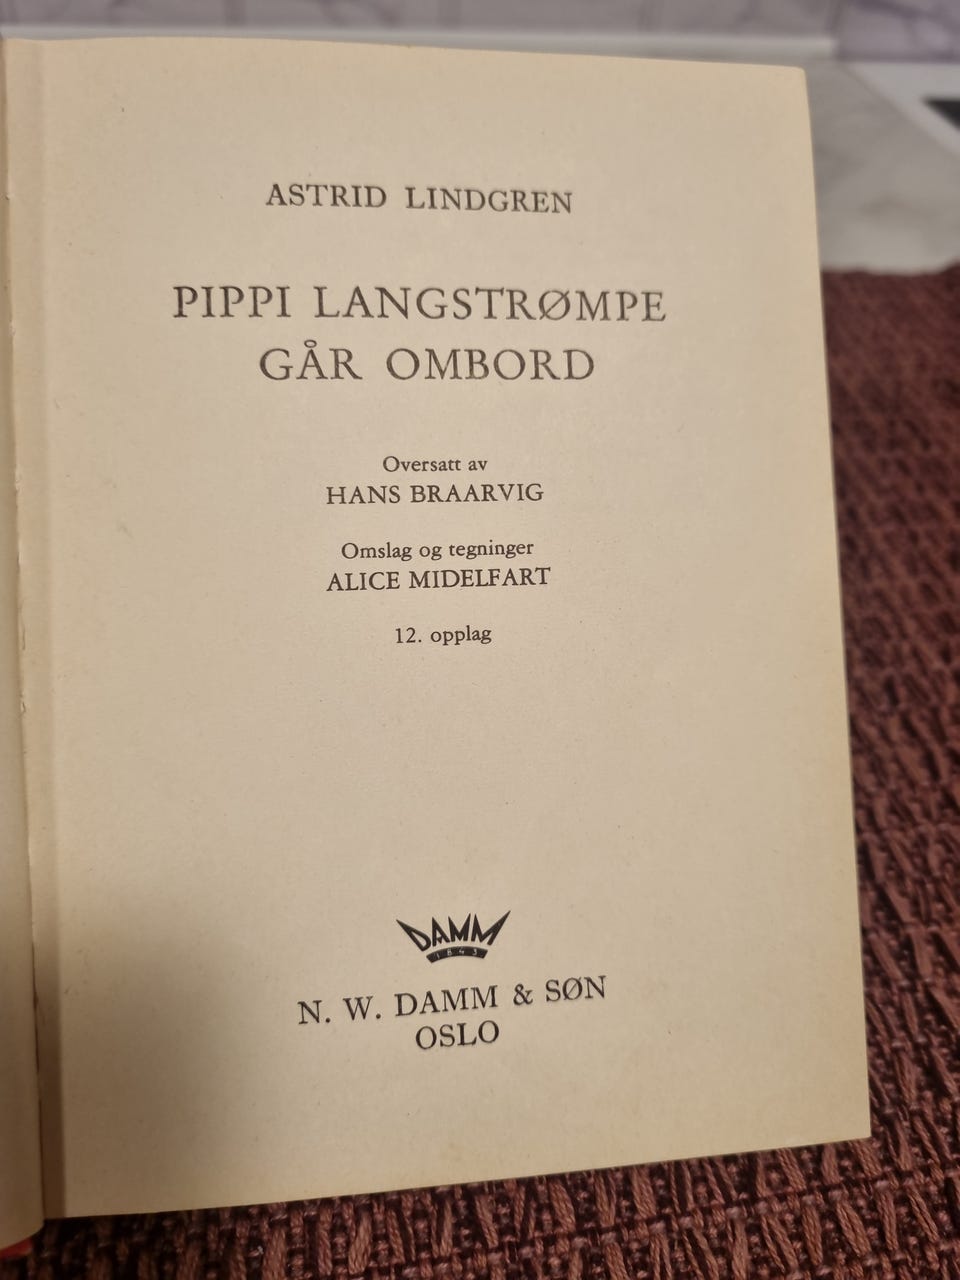 ASTRID LINDGREN
PIPPI LANGSTRØMPE
GÅR OMBORD
Oversatt av
HANS BRAARVIG
Omslag og tegninger
ALICE MIDELFART
12. opplag
DAMM
1843
N. W. DAMM & SØN
OSLO